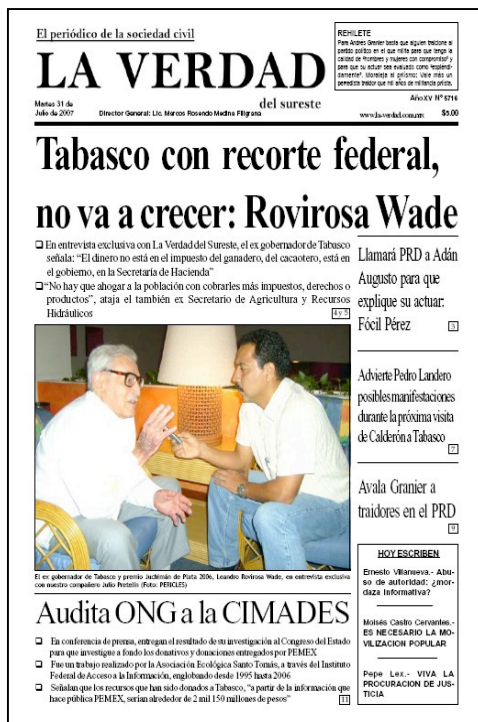 El periódico de la sociedad civil
LA VERDAD
del sureste
Martes 31 de
Julio de 2007
Director General: Lic. Marcos Rosendo Medina Filigrana
REHILETE
Para Andrés Granier basta que alguien traicione al
partido político en el que milita para que tenga la
calidad de "hombres y mujeres con compromiso" y
para que su actuar sea evaluado como "espléndi-
damente". Moraleja al priismo: Vale más un
perredista traidor que mil años de militancia priista.
Año XV Nº 5716
www.la-verdad.com.mx
$5.00
Tabasco con recorte federal,
no va a crecer: Rovirosa Wade
❑ En entrevista exclusiva con La Verdad del Sureste, el ex gobernador de Tabasco
señala: "El dinero no está en el impuesto del ganadero, del cacaotero, está en
el gobierno, en la Secretaría de Hacienda"
❑ "No hay que ahogar a la población con cobrarles más impuestos, derechos o
productos", ataja el también ex Secretario de Agricultura y Recursos
Hidráulicos
4 y 5
El ex gobernador de Tabasco y premio Juchimán de Plata 2006, Leandro Rovirosa Wade, en entrevista exclusiva
con nuestro compañero Julio Pretelín (Foto: PERICLES)
Llamará PRD a Adán
Augusto para que
explique su actuar:
Fócil Pérez
3
Advierte Pedro Landero
posibles manifestaciones
durante la próxima visita
de Calderón a Tabasco
7
Avala Granier a
traidores en el PRD
9
HOY ESCRIBEN
Ernesto Villanueva.- Abu-
so de autoridad: ¿mor-
daza informativa?
Moisés Castro Cervantes.-
ES NECESARIO LA MO-
VILIZACION POPULAR
Pepe Lex.- VIVA LA
PROCURACION DE JUS-
TICIA
Audita ONG a la CIMADES
❑ En conferencia de prensa, entregan el resultado de su investigación al Congreso del Estado
para que investigue a fondo los donativos y donaciones entregados por PEMEX
❑ Fue un trabajo realizado por la Asociación Ecológica Santo Tomás, a través del Instituto
Federal de Acceso a la Información, englobando desde 1995 hasta 2006
❑ Señalan que los recursos que han sido donados a Tabasco, "a partir de la información que
hace pública PEMEX, serían alrededor de 2 mil 150 millones de pesos"
11